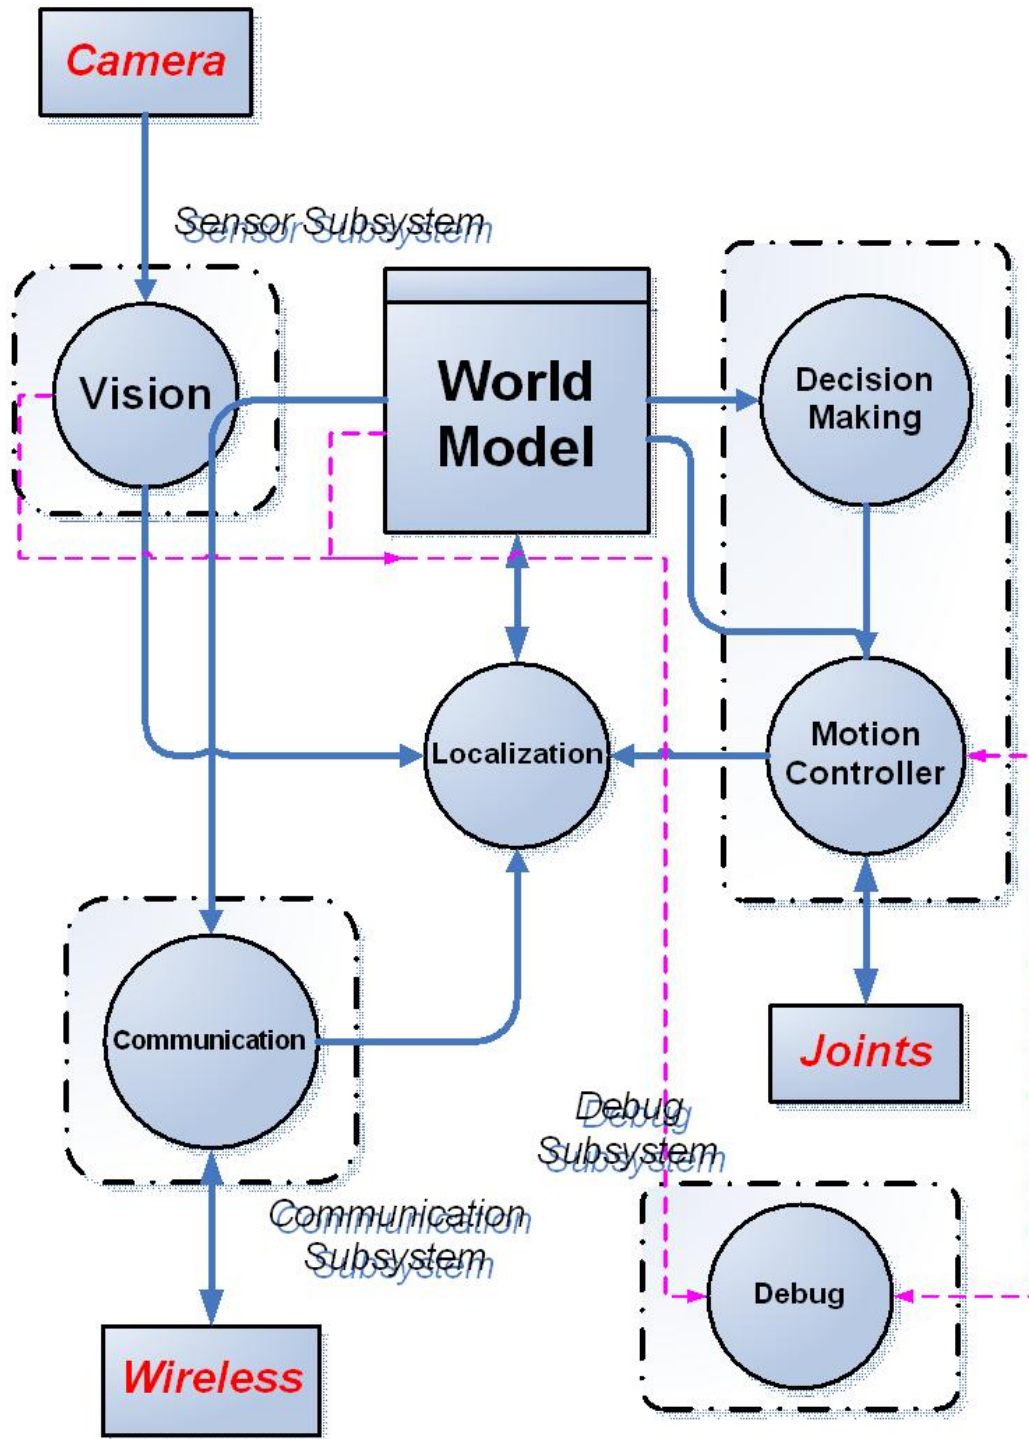 Camera
Sensor Subsystem
Vision
World
Model
Decision
Making
Localization
Motion
Controller
Communication
Joints
Debug
Subsystem
Communication
Subsystem
Debug
Wireless